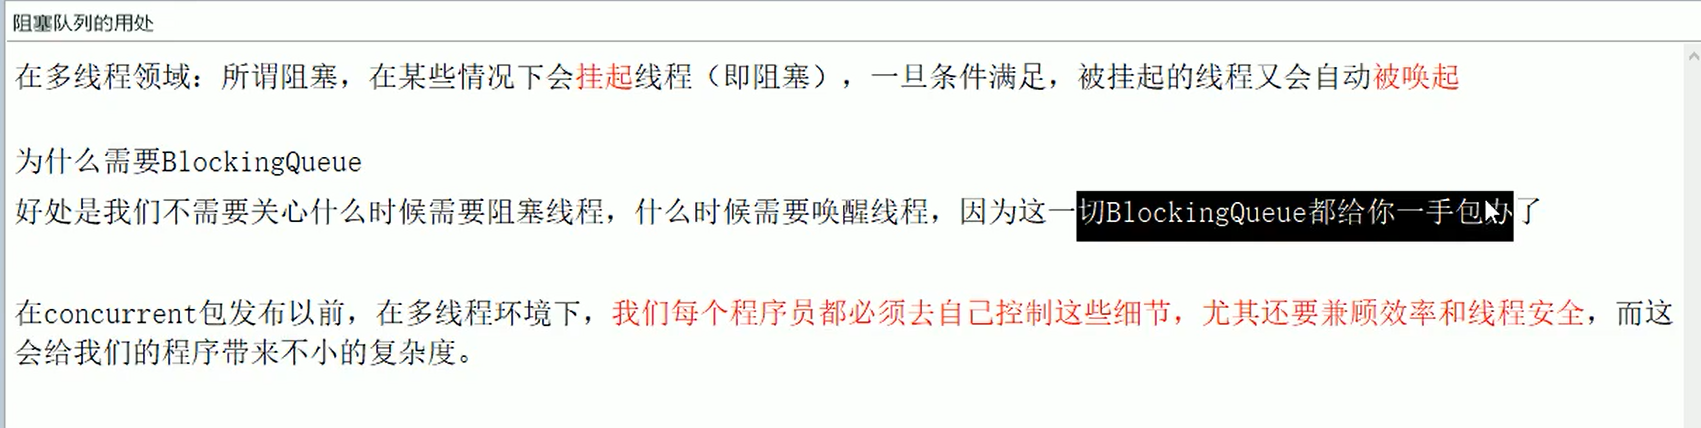 阻塞队列的用处
在多线程领域：所谓阻塞，在某些情况下会挂起线程（即阻塞），一旦条件满足，被挂起的线程又会自动被唤起
为什么需要BlockingQueue
好处是我们不需要关心什么时候需要阻塞线程，什么时候需要唤醒线程，因为这一切BlockingQueue都给你一手包办了
在concurrent包发布以前，在多线程环境下，我们每个程序员都必须去自己控制这些细节，尤其还要兼顾效率和线程安全，而这
会给我们的程序带来不小的复杂度。